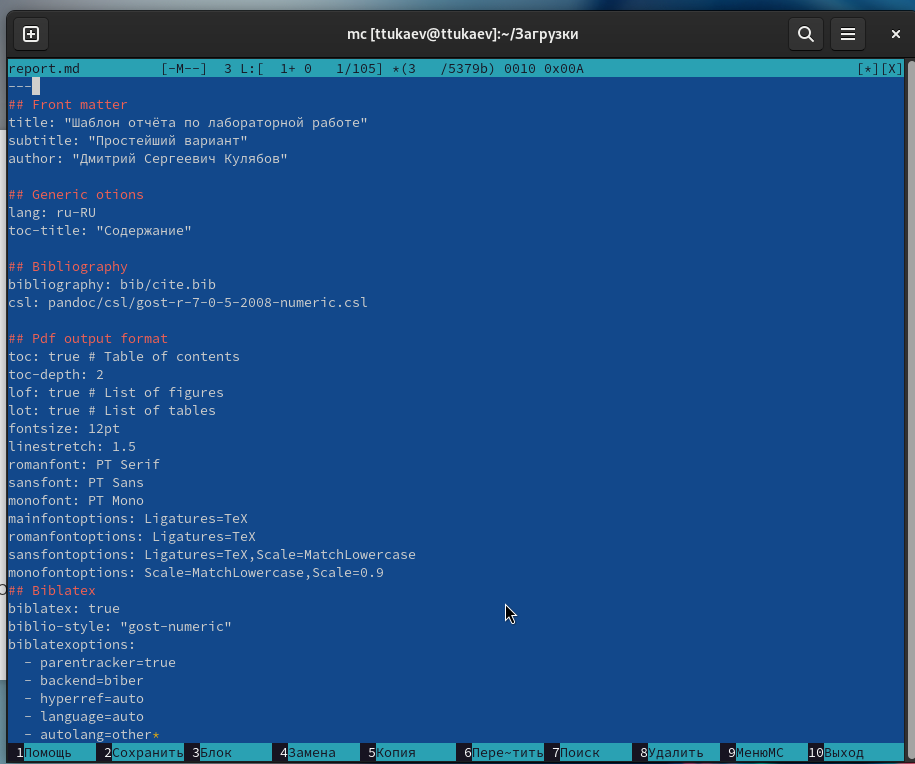 mc [ttukaev@ttukaev]:~/Загрузки
report.md [-M--] 3 L:[ 1+ 0 1/105] *(3 /5379b) 0010 0x00A [*][X]
---
## Front matter
title: "Шаблон отчёта по лабораторной работе"
subtitle: "Простейший вариант"
author: "Дмитрий Сергеевич Кулябов"
## Generic otions
lang: ru-RU
toc-title: "Содержание"
## Bibliography
bibliography: bib/cite.bib
csl: pandoc/csl/gost-r-7-0-5-2008-numeric.csl
## Pdf output format
toc: true # Table of contents
toc-depth: 2
lof: true # List of figures
lot: true # List of tables
fontsize: 12pt
linestretch: 1.5
romanfont: PT Serif
sansfont: PT Sans
monofont: PT Mono
mainfontoptions: Ligatures=TeX
romanfontoptions: Ligatures=TeX
sansfontoptions: Ligatures=TeX,Scale=MatchLowercase
monofontoptions: Scale=MatchLowercase,Scale=0.9
## Biblatex
biblatex: true
biblio-style: "gost-numeric"
biblatexoptions:
- parentracker=true
- backend=biber
- hyperref=auto
- language=auto
- autolang=other*
1Помощь 2Сохранить 3Блок 4Замена 5Копия 6Пере~тить 7Поиск 8Удалить 9МенюMC 10Выход